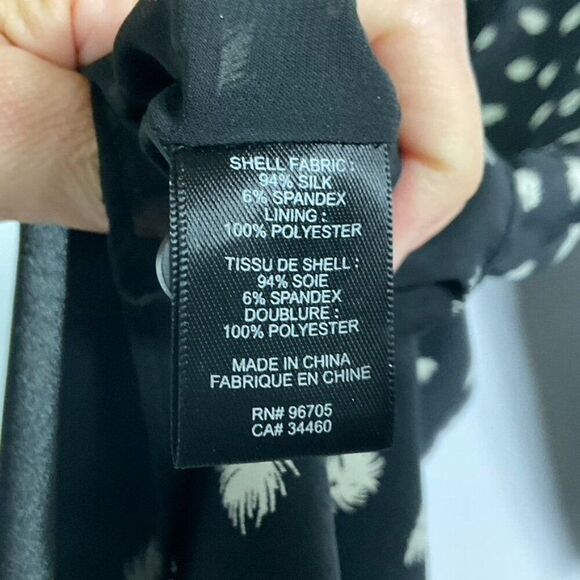 SHELL FABRIC :
94% SILK
6% SPANDEX
LINING :
100% POLYESTER
TISSU DE SHELL :
94% SOIE
6% SPANDEX
DOUBLURE :
100% POLYESTER
MADE IN CHINA
FABRIQUE EN CHINE
RN# 96705
CA# 34460